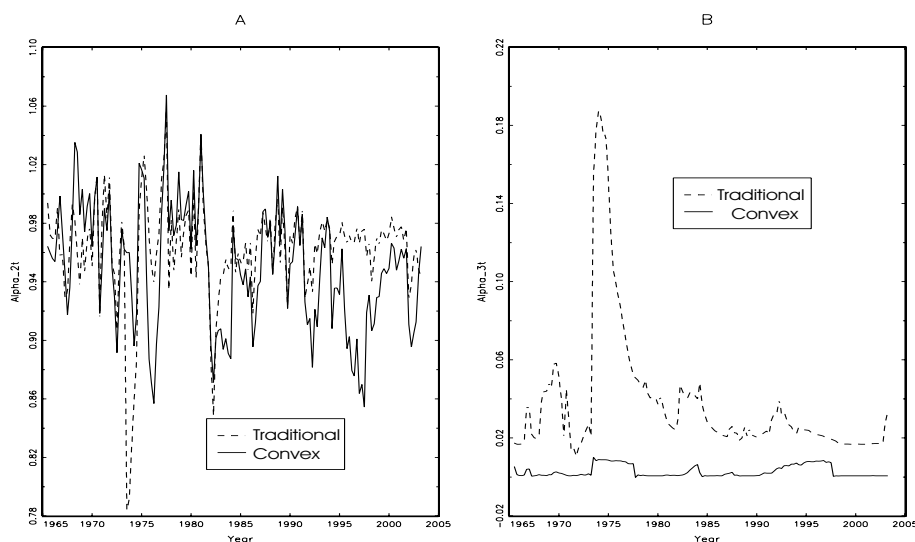 A
Alpha_2t
1.10
1.06
1.02
0.98
0.94
0.90
0.86
0.82
0.78
Traditional
Convex
1965 1970 1975 1980 1985 1990 1995 2000 2005
Year
B
Alpha_3t
0.22
0.18
0.14
0.10
0.06
0.02
-0.02
Traditional
Convex
1965 1970 1975 1980 1985 1990 1995 2000 2005
Year